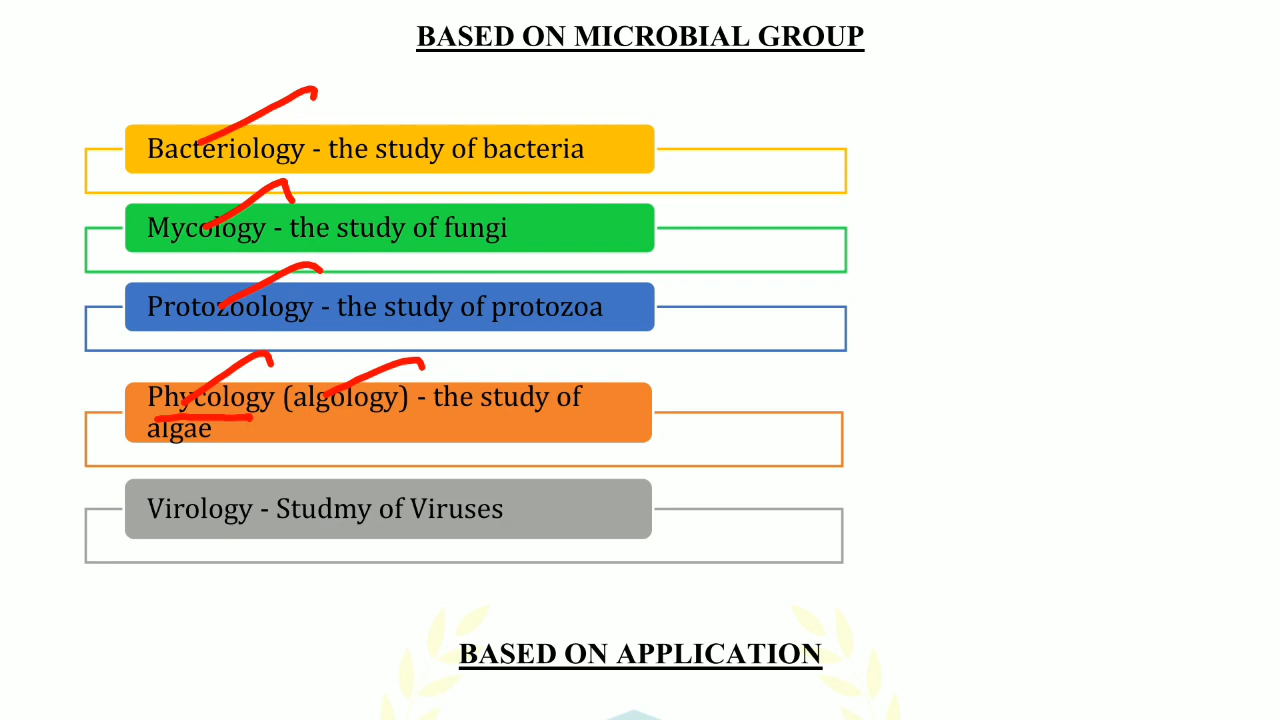 BASED ON MICROBIAL GROUP
Bacteriology - the study of bacteria
Mycology - the study of fungi
Protozoology - the study of protozoa
Phycology (algology) - the study of
algae
Virology - Studmy of Viruses
BASED ON APPLICATION